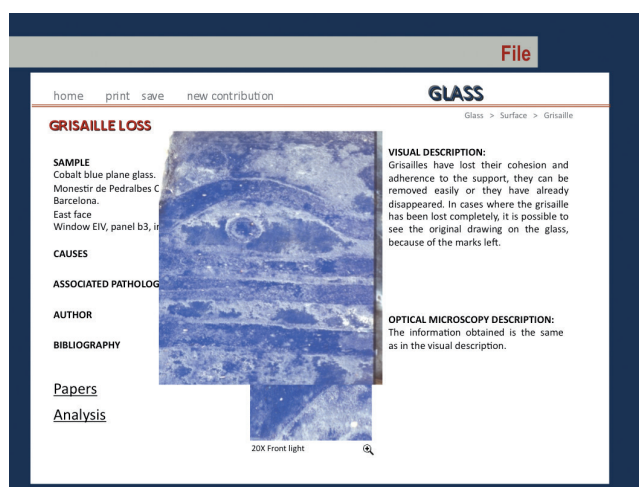 File
home print save new contribution
GLASS
Glass > Surface > Grisaille
GRISAILLE LOSS
SAMPLE
Cobalt blue plane glass.
Monestir de Pedralbes C
Barcelona.
East face
Window EIV, panel b3, in
CAUSES
ASSOCIATED PATHOLOG
AUTHOR
BIBLIOGRAPHY
Papers
Analysis
20X Front light
VISUAL DESCRIPTION:
Grisailles have lost their cohesion and
adherence to the support, they can be
removed easily or they have already
disappeared. In cases where the grisaille
has been lost completely, it is possible to
see the original drawing on the glass,
because of the marks left.
OPTICAL MICROSCOPY DESCRIPTION:
The information obtained is the same
as in the visual description.